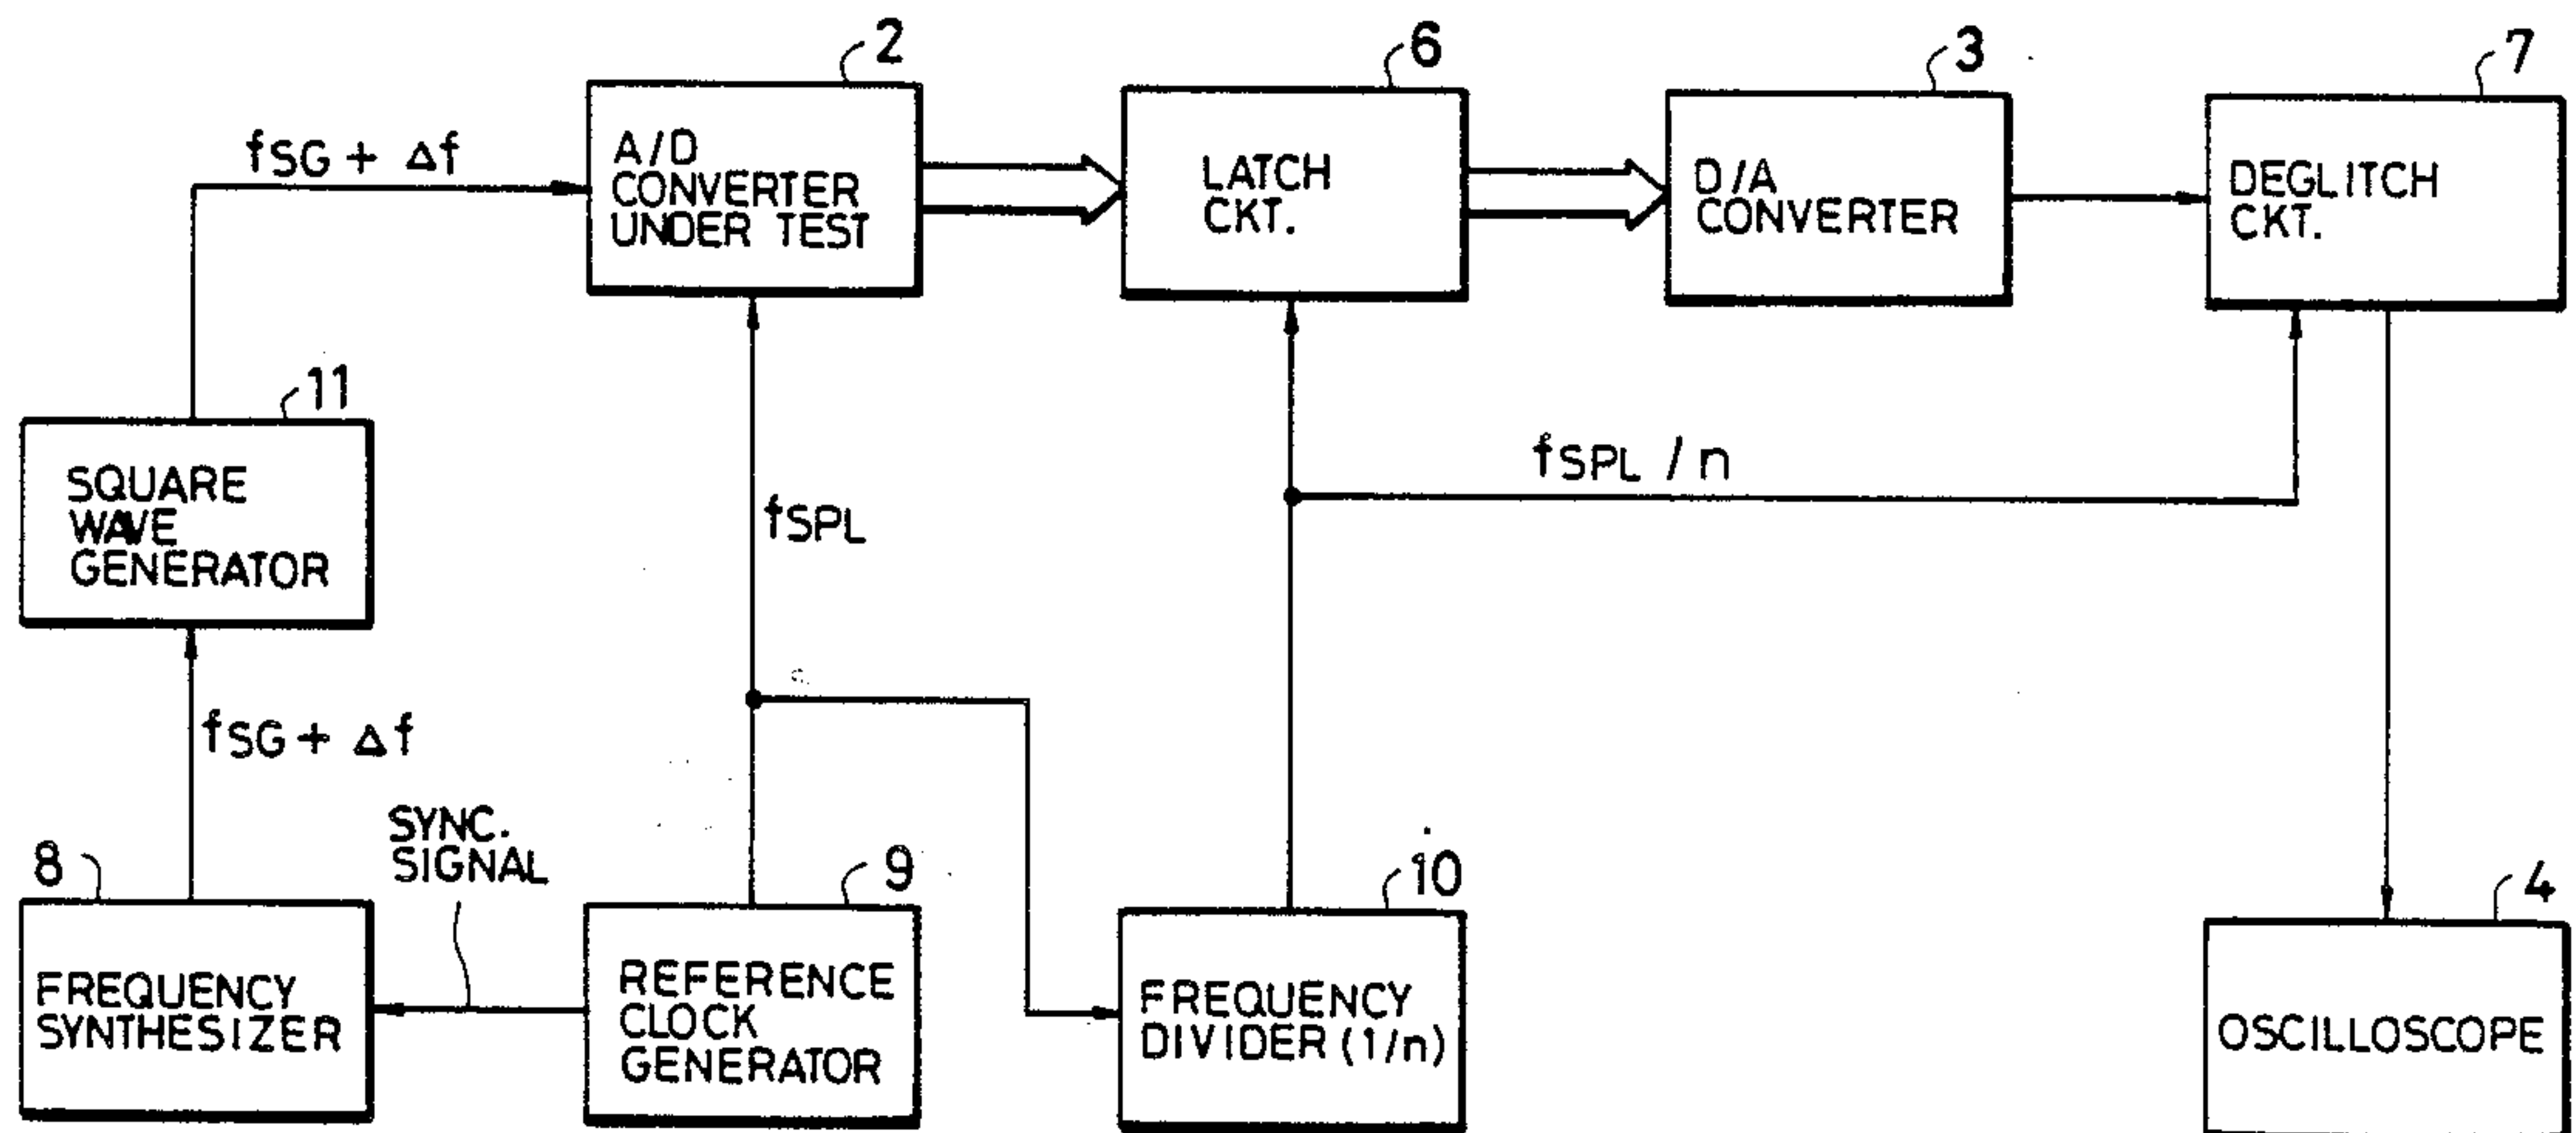 2
6
3
7
A/D
CONVERTER
UNDER TEST
LATCH
CKT.
D/A
CONVERTER
DEGLITCH
CKT.
fSG + Δf
11
SQUARE
WAVE
GENERATOR
fSPL
fSPL / n
fSG + Δf
SYNC.
SIGNAL
8
9
10
4
FREQUENCY
SYNTHESIZER
REFERENCE
CLOCK
GENERATOR
FREQUENCY
DIVIDER (1/n)
OSCILLOSCOPE